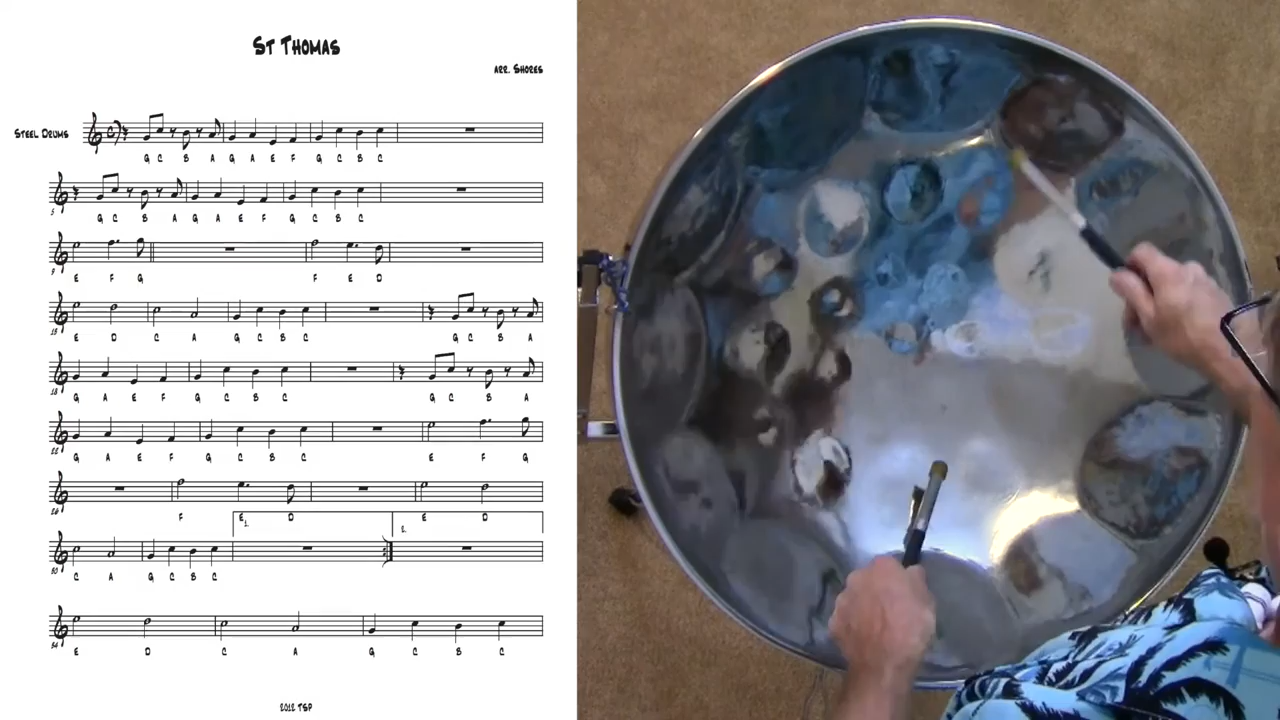 St Thomas
arr. Shores
Steel Drums
G C B A G A E F G C B C
5
G C B A G A E F G C B C
9
E F G F E D
13
E D C A G C B C G C B A
18
G A E F G C B C G C B A
22
G A E F G C B C E F G
26
F E D E D
1. 2.
30
C A G C B C
34
E D C A G C B C
2012 TSP